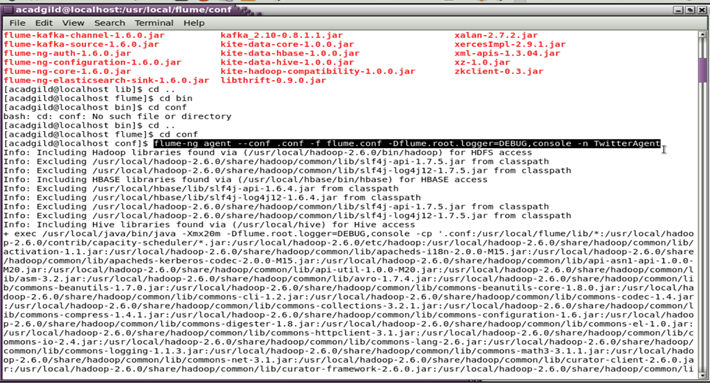 acadgild@localhost:/usr/local/flume/conf
File Edit View Search Terminal Help
flume-kafka-channel-1.6.0.jar kafka_2.10-0.8.1.1.jar xalan-2.7.2.jar
flume-kafka-source-1.6.0.jar kite-data-core-1.0.0.jar xercesImpl-2.9.1.jar
flume-ng-auth-1.6.0.jar kite-data-hbase-1.0.0.jar xml-apis-1.3.04.jar
flume-ng-configuration-1.6.0.jar kite-data-hive-1.0.0.jar xz-1.0.jar
flume-ng-core-1.6.0.jar kite-hadoop-compatibility-1.0.0.jar zkclient-0.3.jar
flume-ng-elasticsearch-sink-1.6.0.jar libthrift-0.9.0.jar
[acadgild@localhost lib]$ cd ..
[acadgild@localhost flume]$ cd bin
[acadgild@localhost bin]$ cd conf
bash: cd: conf: No such file or directory
[acadgild@localhost bin]$ cd ..
[acadgild@localhost flume]$ cd conf
[acadgild@localhost conf]$ flume-ng agent --conf .conf -f flume.conf -Dflume.root.logger=DEBUG,console -n TwitterAgent
Info: Including Hadoop libraries found via (/usr/local/hadoop-2.6.0/bin/hadoop) for HDFS access
Info: Excluding /usr/local/hadoop-2.6.0/share/hadoop/common/lib/slf4j-api-1.7.5.jar from classpath
Info: Excluding /usr/local/hadoop-2.6.0/share/hadoop/common/lib/slf4j-log4j12-1.7.5.jar from classpath
Info: Including HBASE libraries found via (/usr/local/hbase/bin/hbase) for HBASE access
Info: Excluding /usr/local/hbase/lib/slf4j-api-1.6.4.jar from classpath
Info: Excluding /usr/local/hbase/lib/slf4j-log4j12-1.6.4.jar from classpath
Info: Excluding /usr/local/hadoop-2.6.0/share/hadoop/common/lib/slf4j-api-1.7.5.jar from classpath
Info: Excluding /usr/local/hadoop-2.6.0/share/hadoop/common/lib/slf4j-log4j12-1.7.5.jar from classpath
Info: Including Hive libraries found via (/usr/local/hive) for Hive access
+ exec /usr/local/java/bin/java -Xmx20m -Dflume.root.logger=DEBUG,console -cp '.conf:/usr/local/flume/lib/*:/usr/local/hadoo
p-2.6.0/contrib/capacity-scheduler/*.jar:/usr/local/hadoop-2.6.0/etc/hadoop:/usr/local/hadoop-2.6.0/share/hadoop/common/lib/
activation-1.1.jar:/usr/local/hadoop-2.6.0/share/hadoop/common/lib/apacheds-i18n-2.0.0-M15.jar:/usr/local/hadoop-2.6.0/share
/hadoop/common/lib/apacheds-kerberos-codec-2.0.0-M15.jar:/usr/local/hadoop-2.6.0/share/hadoop/common/lib/api-asn1-api-1.0.0-
M20.jar:/usr/local/hadoop-2.6.0/share/hadoop/common/lib/api-util-1.0.0-M20.jar:/usr/local/hadoop-2.6.0/share/hadoop/common/l
ib/asm-3.2.jar:/usr/local/hadoop-2.6.0/share/hadoop/common/lib/avro-1.7.4.jar:/usr/local/hadoop-2.6.0/share/hadoop/common/li
b/commons-beanutils-1.7.0.jar:/usr/local/hadoop-2.6.0/share/hadoop/common/lib/commons-beanutils-core-1.8.0.jar:/usr/local/ha
doop-2.6.0/share/hadoop/common/lib/commons-cli-1.2.jar:/usr/local/hadoop-2.6.0/share/hadoop/common/lib/commons-codec-1.4.jar
:/usr/local/hadoop-2.6.0/share/hadoop/common/lib/commons-collections-3.2.1.jar:/usr/local/hadoop-2.6.0/share/hadoop/common/l
ib/commons-compress-1.4.1.jar:/usr/local/hadoop-2.6.0/share/hadoop/common/lib/commons-configuration-1.6.jar:/usr/local/hadoo
p-2.6.0/share/hadoop/common/lib/commons-digester-1.8.jar:/usr/local/hadoop-2.6.0/share/hadoop/common/lib/commons-el-1.0.jar:
/usr/local/hadoop-2.6.0/share/hadoop/common/lib/commons-httpclient-3.1.jar:/usr/local/hadoop-2.6.0/share/hadoop/common/lib/c
ommons-io-2.4.jar:/usr/local/hadoop-2.6.0/share/hadoop/common/lib/commons-lang-2.6.jar:/usr/local/hadoop-2.6.0/share/hadoop/
common/lib/commons-logging-1.1.3.jar:/usr/local/hadoop-2.6.0/share/hadoop/common/lib/commons-math3-3.1.1.jar:/usr/local/hado
op-2.6.0/share/hadoop/common/lib/commons-net-3.1.jar:/usr/local/hadoop-2.6.0/share/hadoop/common/lib/curator-client-2.6.0.ja
r:/usr/local/hadoop-2.6.0/share/hadoop/common/lib/curator-framework-2.6.0.jar:/usr/local/hadoop-2.6.0/share/hadoop/common/li